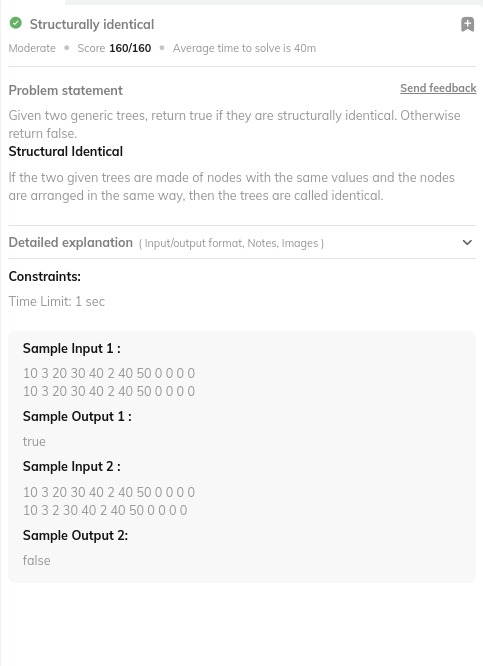 Structurally identical
Moderate • Score 160/160 • Average time to solve is 40m
Problem statement
Send feedback
Given two generic trees, return true if they are structurally identical. Otherwise
return false.
Structural Identical
If the two given trees are made of nodes with the same values and the nodes
are arranged in the same way, then the trees are called identical.
Detailed explanation ( Input/output format, Notes, Images )
Constraints:
Time Limit: 1 sec
Sample Input 1 :
10 3 20 30 40 2 40 50 0 0 0 0
10 3 20 30 40 2 40 50 0 0 0 0
Sample Output 1 :
true
Sample Input 2 :
10 3 20 30 40 2 40 50 0 0 0 0
10 3 2 30 40 2 40 50 0 0 0 0
Sample Output 2:
false